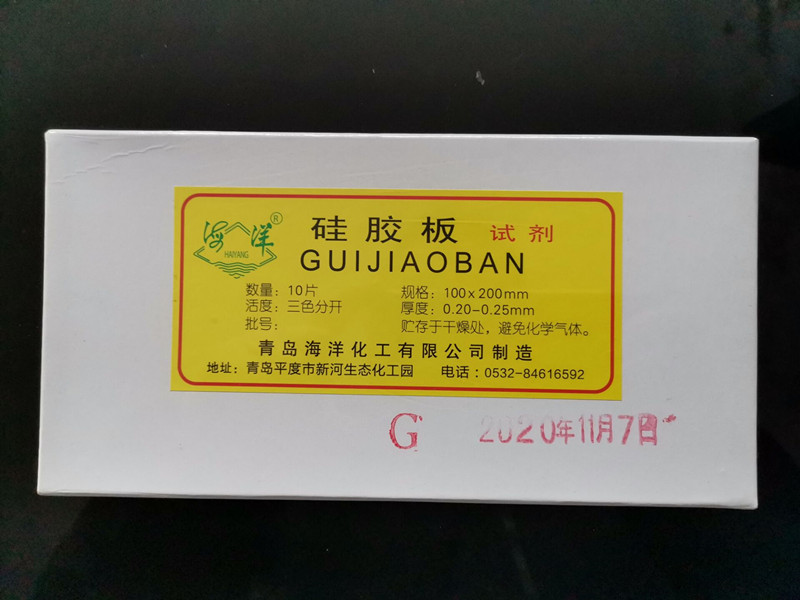 海洋®
HAIYANG
硅胶板 试剂
GUIJIAOBAN
数量：10片 规格：100x200mm
活度：三色分开 厚度：0.20-0.25mm
批号： 贮存于干燥处，避免化学气体。
青岛海洋化工有限公司制造
地址：青岛平度市新河生态化工园 电话：0532-84616592
G 2020年11月7日